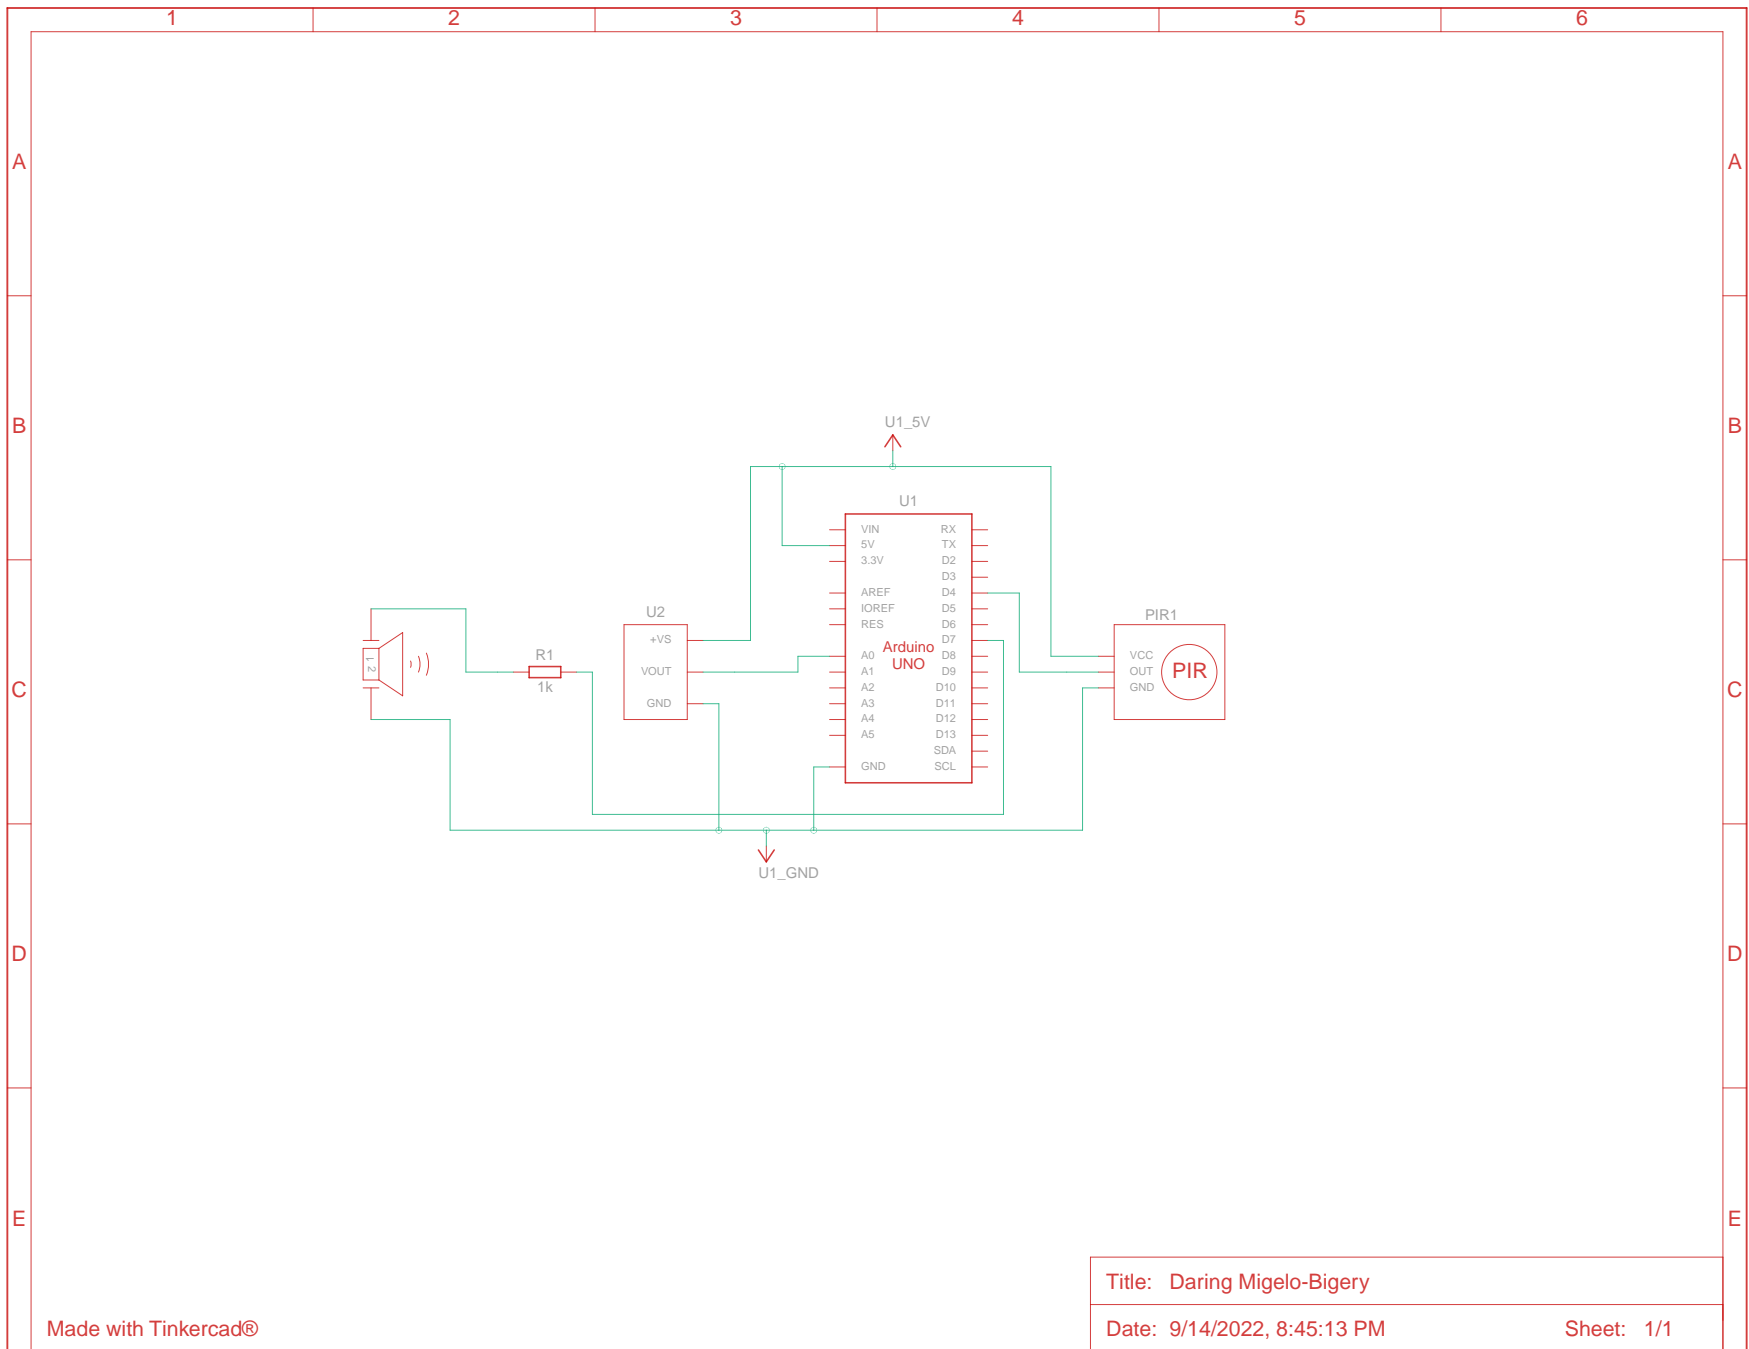 1 2 3 4 5 6
A A
B B
U1_5V
U1
VIN RX
5V TX
3.3V D2
D3
AREF D4
IOREF D5
RES D6
D7
A0 D8
A1 D9
A2 D10
A3 D11
A4 D12
A5 D13
SDA
GND SCL
Arduino
UNO
U2
+VS
VOUT
GND
PIR1
VCC
OUT
GND
PIR
1 2
R1
1k
C C
U1_GND
D D
E E
Title: Daring Migelo-Bigery
Date: 9/14/2022, 8:45:13 PM Sheet: 1/1
Made with Tinkercad®